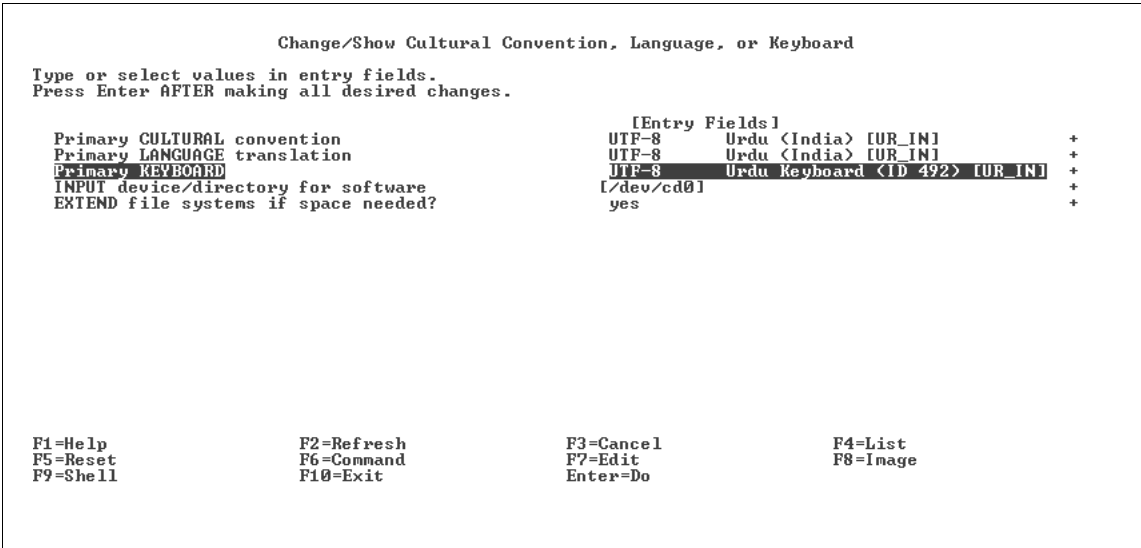 Change/Show Cultural Convention, Language, or Keyboard
Type or select values in entry fields.
Press Enter AFTER making all desired changes.
[Entry Fields]
Primary CULTURAL convention UTF-8 Urdu (India) [UR_IN] +
Primary LANGUAGE translation UTF-8 Urdu (India) [UR_IN] +
Primary KEYBOARD UTF-8 Urdu Keyboard (ID 492) [UR_IN] +
INPUT device/directory for software [/dev/cd0] +
EXTEND file systems if space needed? yes +
F1=Help F2=Refresh F3=Cancel F4=List
F5=Reset F6=Command F7=Edit F8=Image
F9=Shell F10=Exit Enter=Do